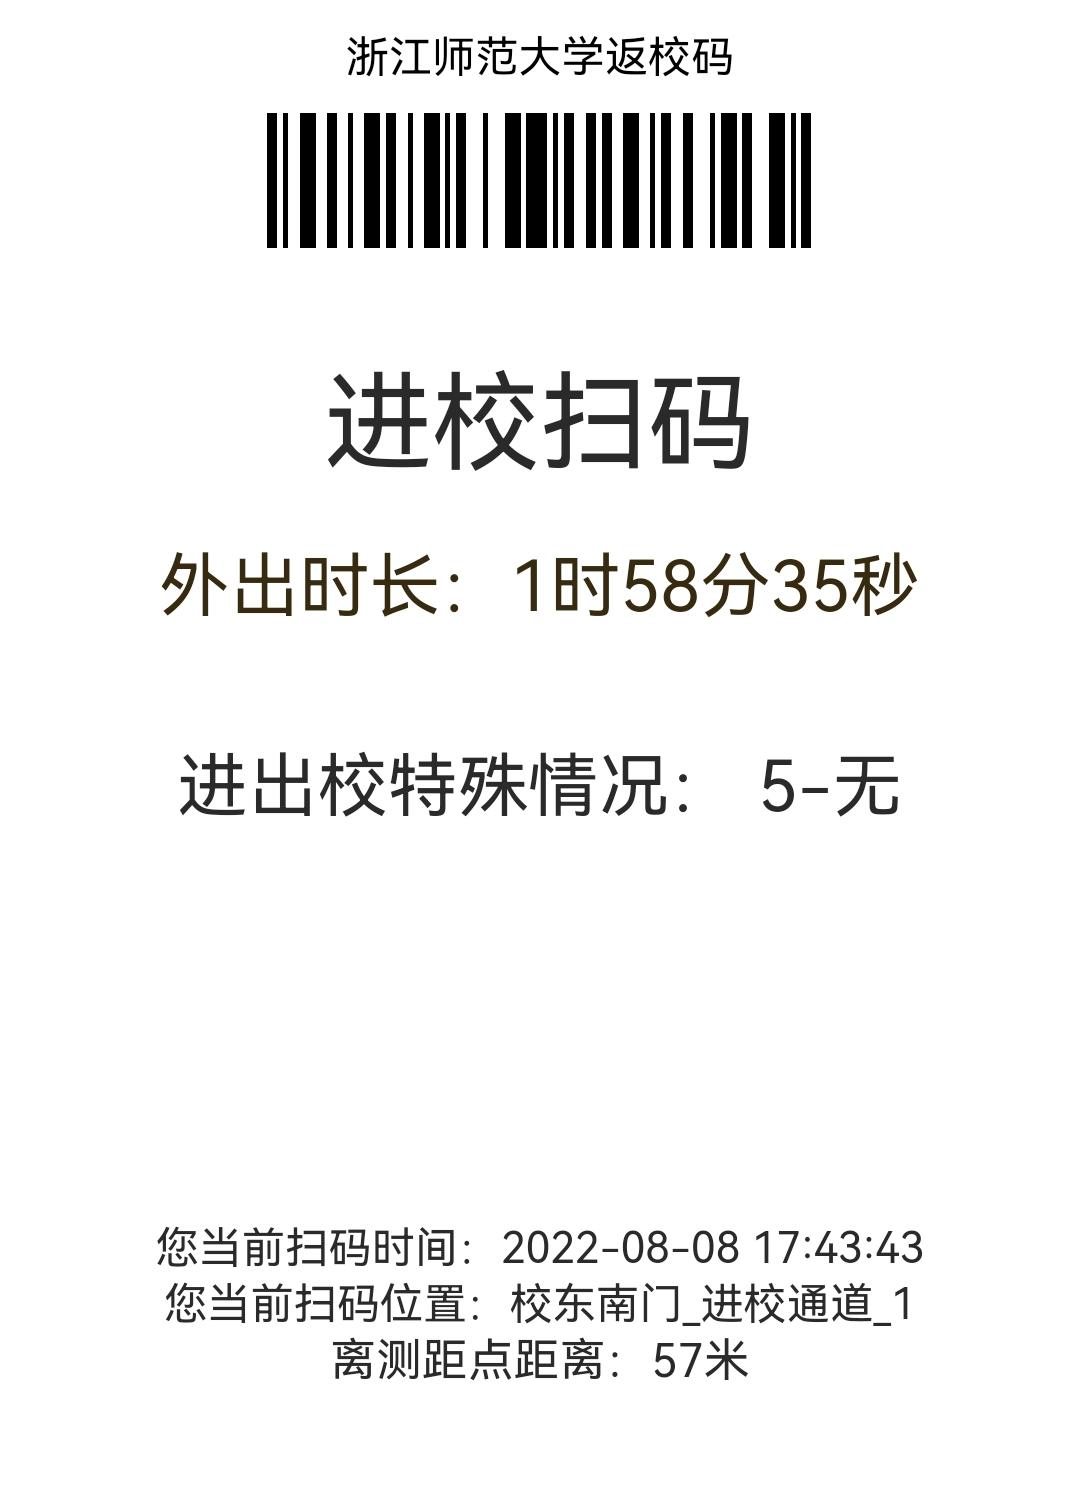 浙江师范大学返校码
进校扫码
外出时长：1时58分35秒
进出校特殊情况： 5-无
您当前扫码时间：2022-08-08 17:43:43
您当前扫码位置：校东南门_进校通道_1
离测距点距离：57米